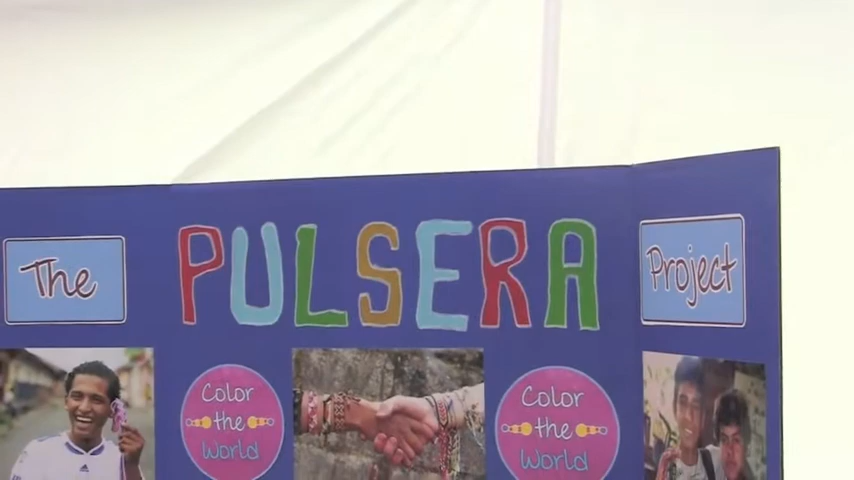 The PULSERA Project
Color
the
World
Color
the
World